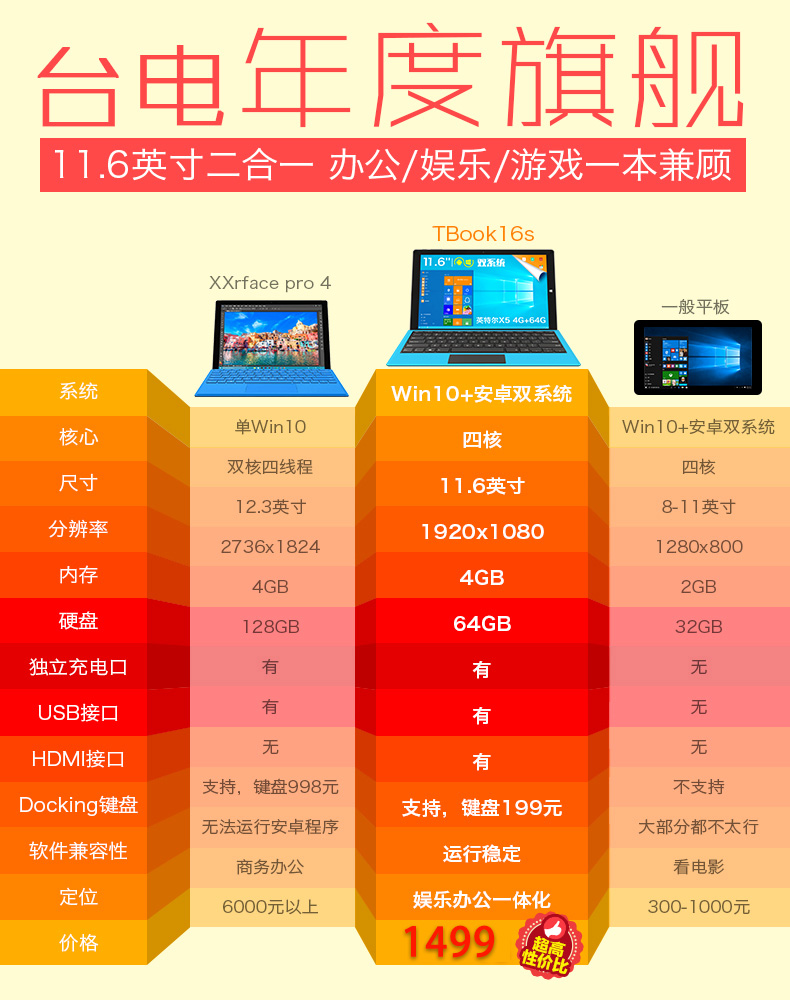 台电年度旗舰
11.6英寸二合一 办公/娱乐/游戏一本兼顾
TBook16s
XXrface pro 4
一般平板
11.6" 双系统
英特尔X5 4G+64G
系统
单Win10
Win10+安卓双系统
Win10+安卓双系统
核心
双核四线程
四核
四核
尺寸
12.3英寸
11.6英寸
8-11英寸
分辨率
2736x1824
1920x1080
1280x800
内存
4GB
4GB
2GB
硬盘
128GB
64GB
32GB
独立充电口
有
有
无
USB接口
有
有
无
HDMI接口
无
有
无
Docking键盘
支持，键盘998元
支持，键盘199元
不支持
软件兼容性
无法运行安卓程序
运行稳定
大部分都不太行
定位
商务办公
娱乐办公一体化
看电影
价格
6000元以上
1499
300-1000元
超高
性价比